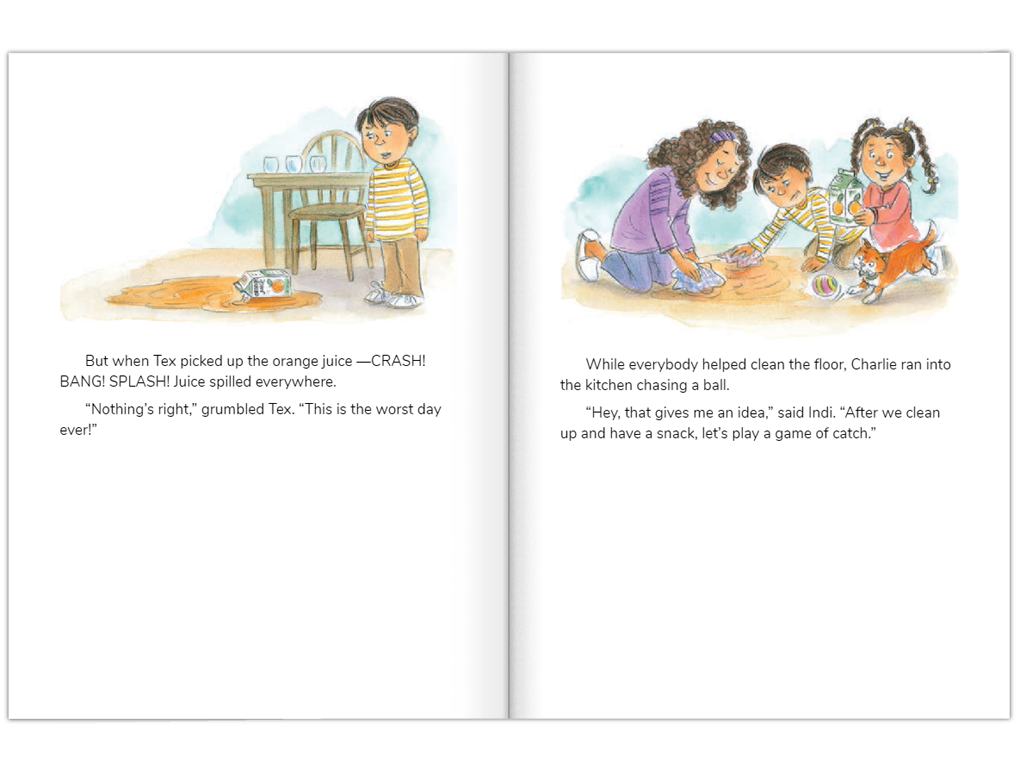 But when Tex picked up the orange juice —CRASH!
BANG! SPLASH! Juice spilled everywhere.
“Nothing’s right,” grumbled Tex. “This is the worst day
ever!”
While everybody helped clean the floor, Charlie ran into
the kitchen chasing a ball.
“Hey, that gives me an idea,” said Indi. “After we clean
up and have a snack, let’s play a game of catch.”